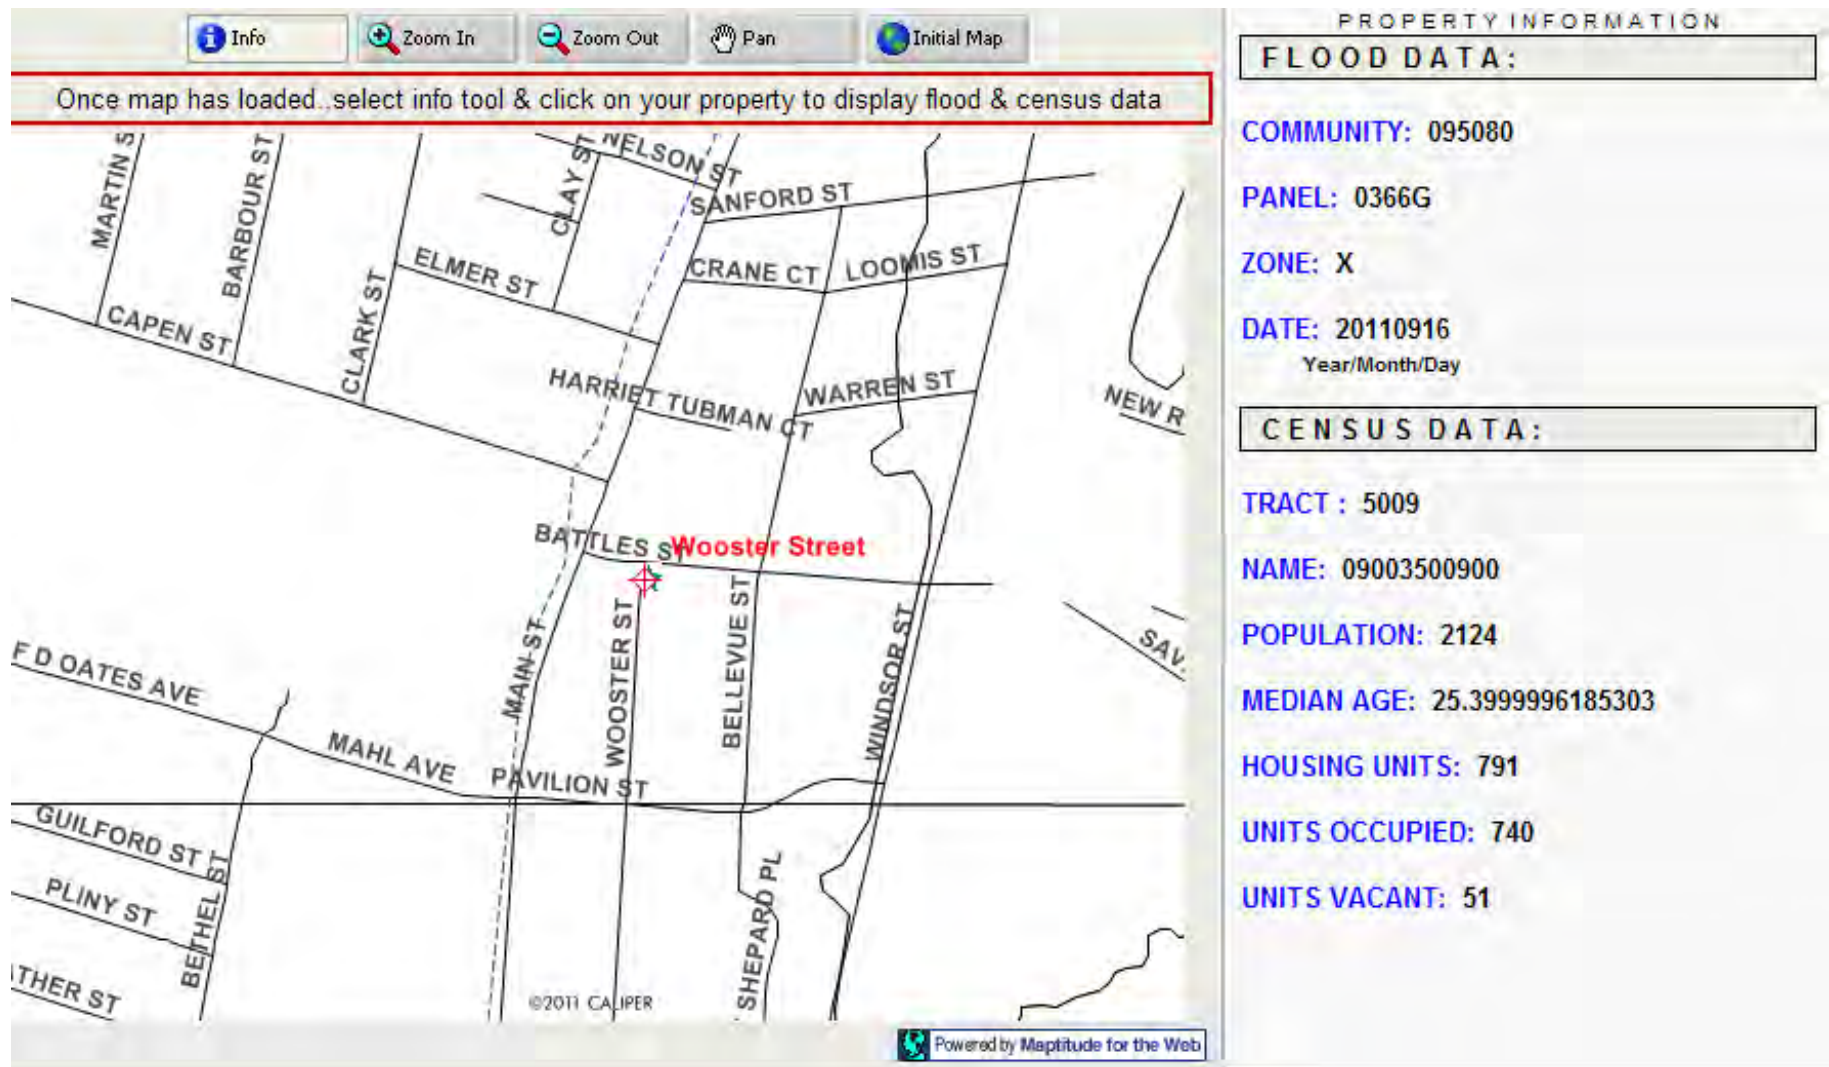 Info
Zoom In
Zoom Out
Pan
Initial Map
Once map has loaded..select info tool & click on your property to display flood & census data
MARTIN S
BARBOUR ST
CLAY ST
NELSON ST
SANFORD ST
ELMER ST
CRANE CT
LOOMIS ST
CAPEN ST
CLARK ST
HARRIET TUBMAN CT
WARREN ST
NEW R
BATTLES ST
Wooster Street
F D OATES AVE
MAIN ST
WOOSTER ST
BELLEVUE ST
WINDSOR ST
SAV
MAHL AVE
PAVILION ST
GUILFORD ST
PLINY ST
BETHEL ST
SHEPARD PL
THER ST
©2011 CALIPER
Powered by Maptitude for the Web
PROPERTY INFORMATION
FLOOD DATA:
COMMUNITY: 095080
PANEL: 0366G
ZONE: X
DATE: 20110916
Year/Month/Day
CENSUS DATA:
TRACT : 5009
NAME: 09003500900
POPULATION: 2124
MEDIAN AGE: 25.3999996185303
HOUSING UNITS: 791
UNITS OCCUPIED: 740
UNITS VACANT: 51